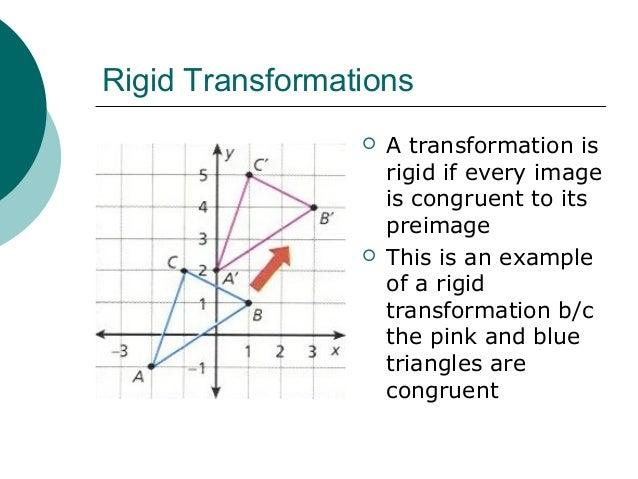 Rigid Transformations
y
C'
5
4
B'
3
C
2
A'
1
B
-3
1 2 3 x
A
-1
A transformation is
rigid if every image
is congruent to its
preimage
This is an example
of a rigid
transformation b/c
the pink and blue
triangles are
congruent